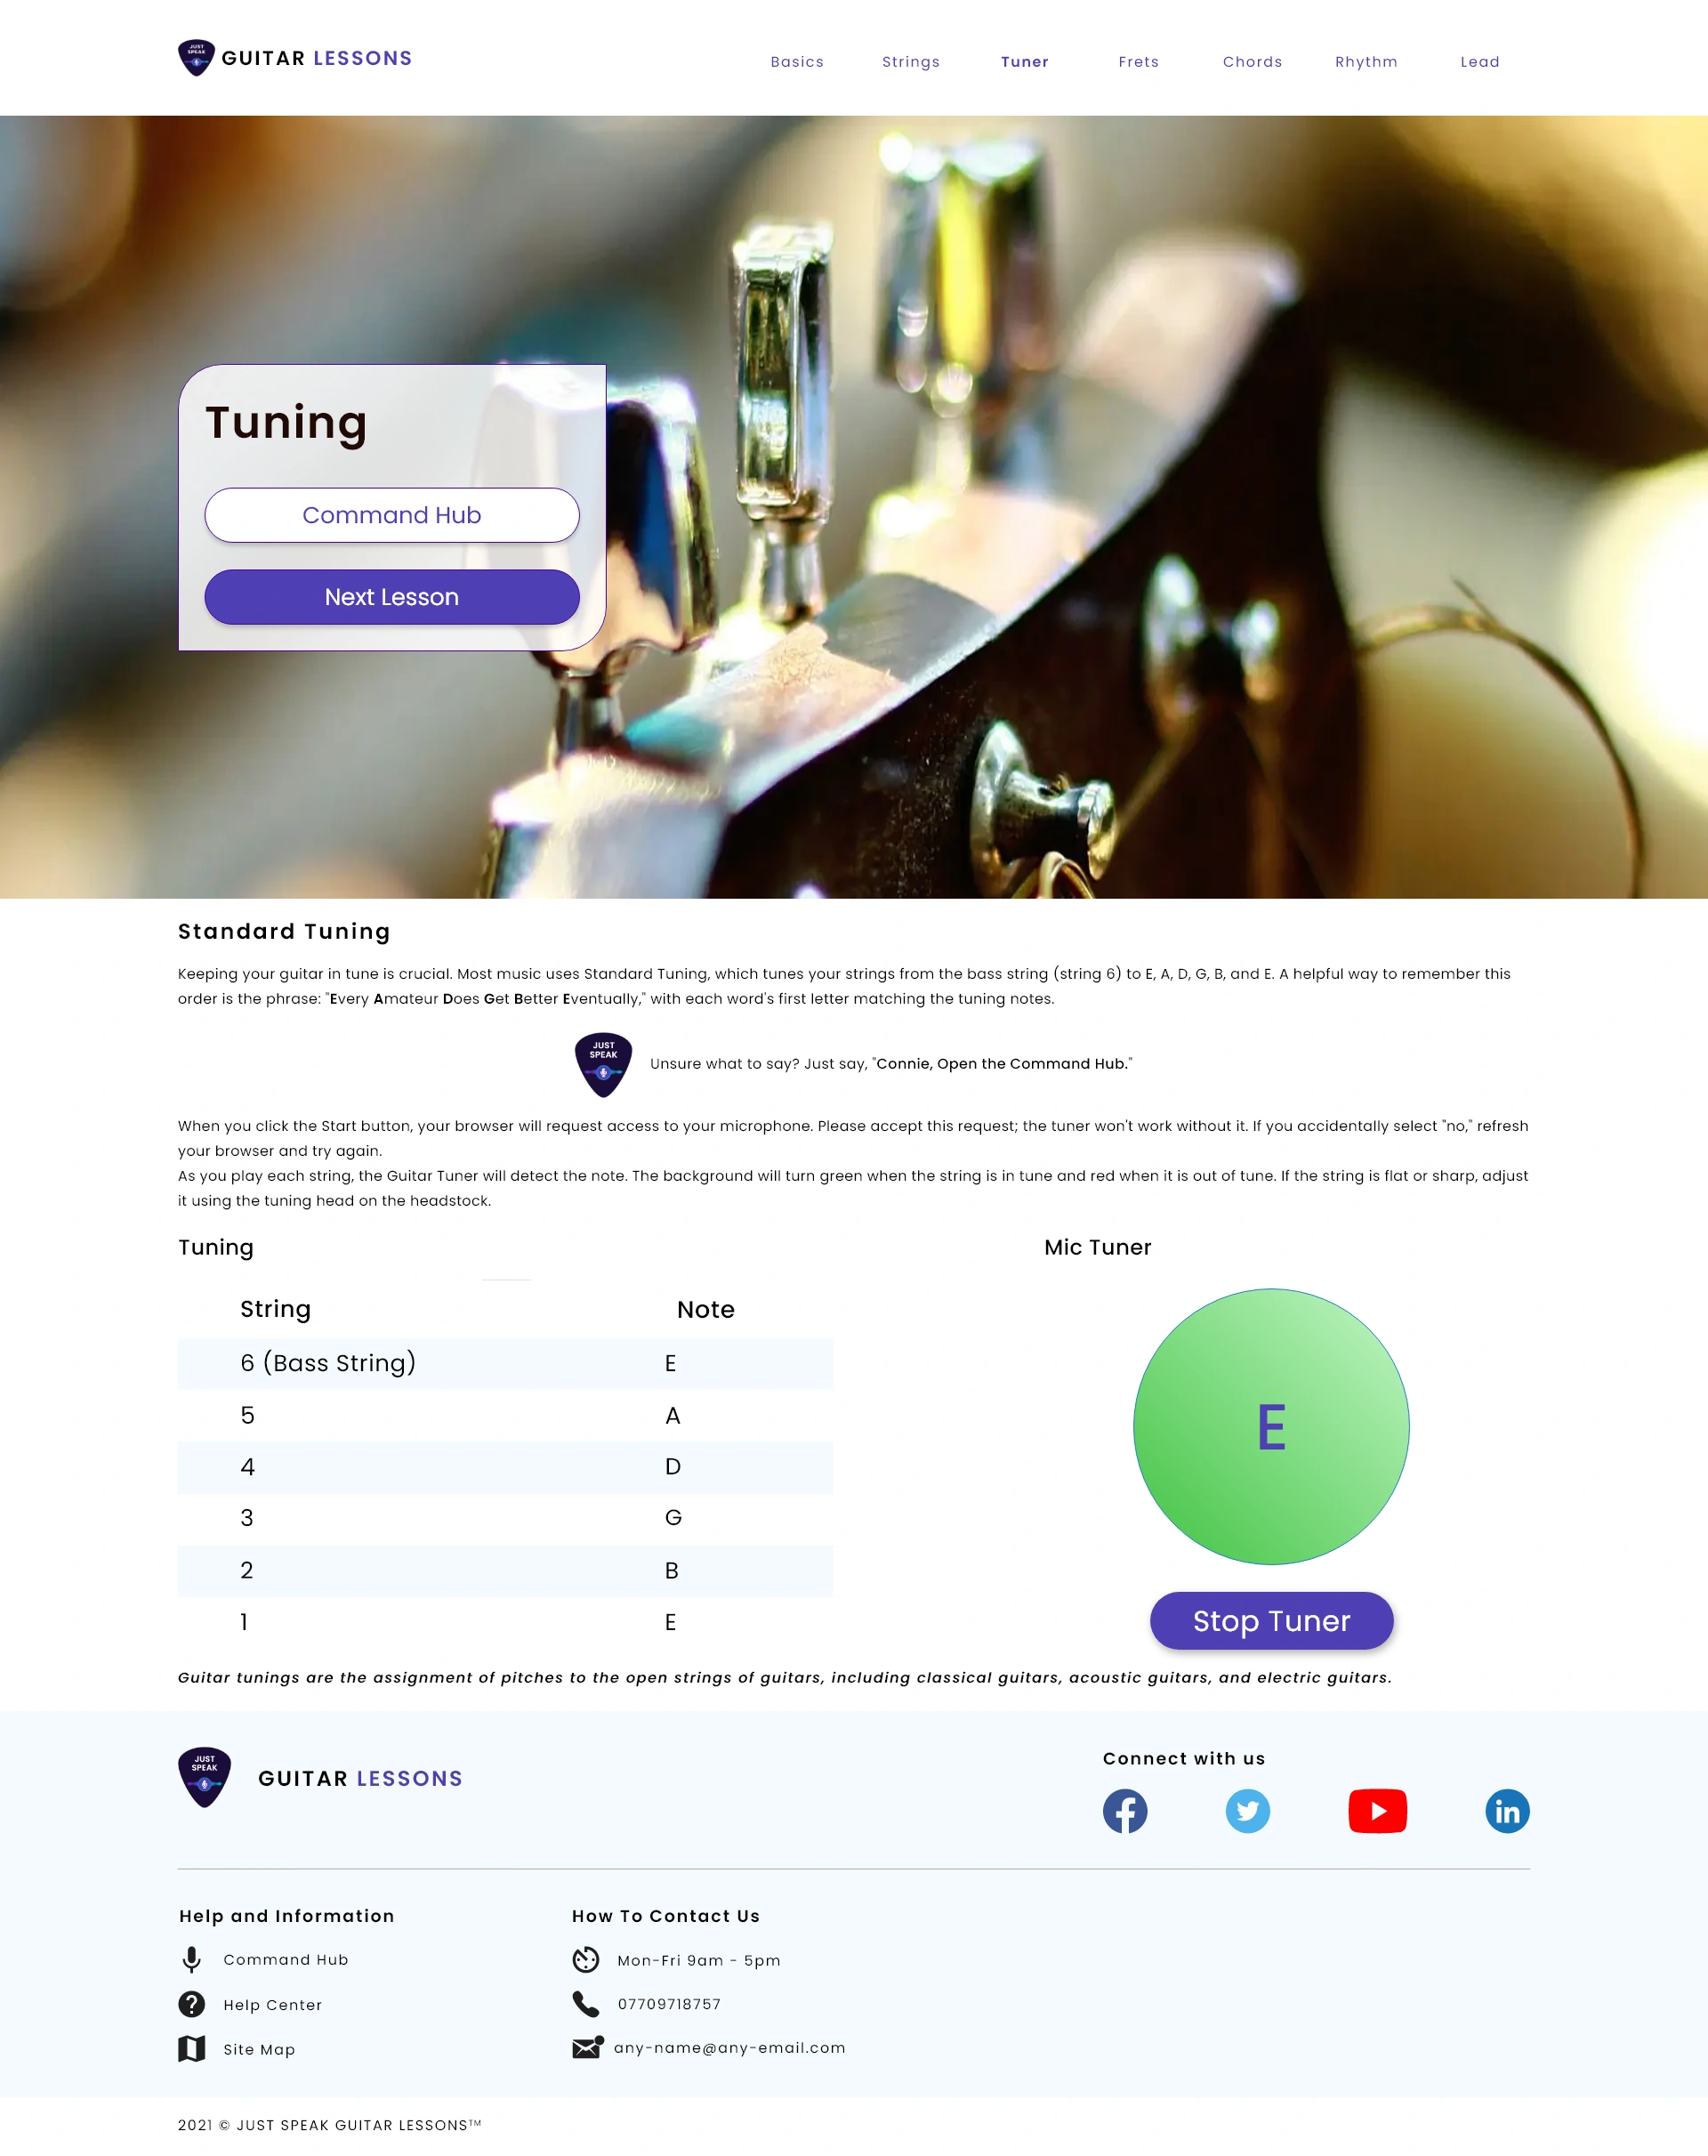 JUST
SPEAK
GUITAR LESSONS
Basics Strings Tuner Frets Chords Rhythm Lead
Tuning
Command Hub
Next Lesson
Standard Tuning
Keeping your guitar in tune is crucial. Most music uses Standard Tuning, which tunes your strings from the bass string (string 6) to E, A, D, G, B, and E. A helpful way to remember this
order is the phrase: "Every Amateur Does Get Better Eventually," with each word's first letter matching the tuning notes.
JUST
SPEAK
Unsure what to say? Just say, "Connie, Open the Command Hub."
When you click the Start button, your browser will request access to your microphone. Please accept this request; the tuner won't work without it. If you accidentally select "no," refresh
your browser and try again.
As you play each string, the Guitar Tuner will detect the note. The background will turn green when the string is in tune and red when it is out of tune. If the string is flat or sharp, adjust
it using the tuning head on the headstock.
Tuning
String Note
6 (Bass String) E
5 A
4 D
3 G
2 B
1 E
Mic Tuner
E
Stop Tuner
Guitar tunings are the assignment of pitches to the open strings of guitars, including classical guitars, acoustic guitars, and electric guitars.
JUST
SPEAK
GUITAR LESSONS
Connect with us
Help and Information
Command Hub
Help Center
Site Map
How To Contact Us
Mon-Fri 9am - 5pm
07709718757
any-name@any-email.com
2021 © JUST SPEAK GUITAR LESSONS™